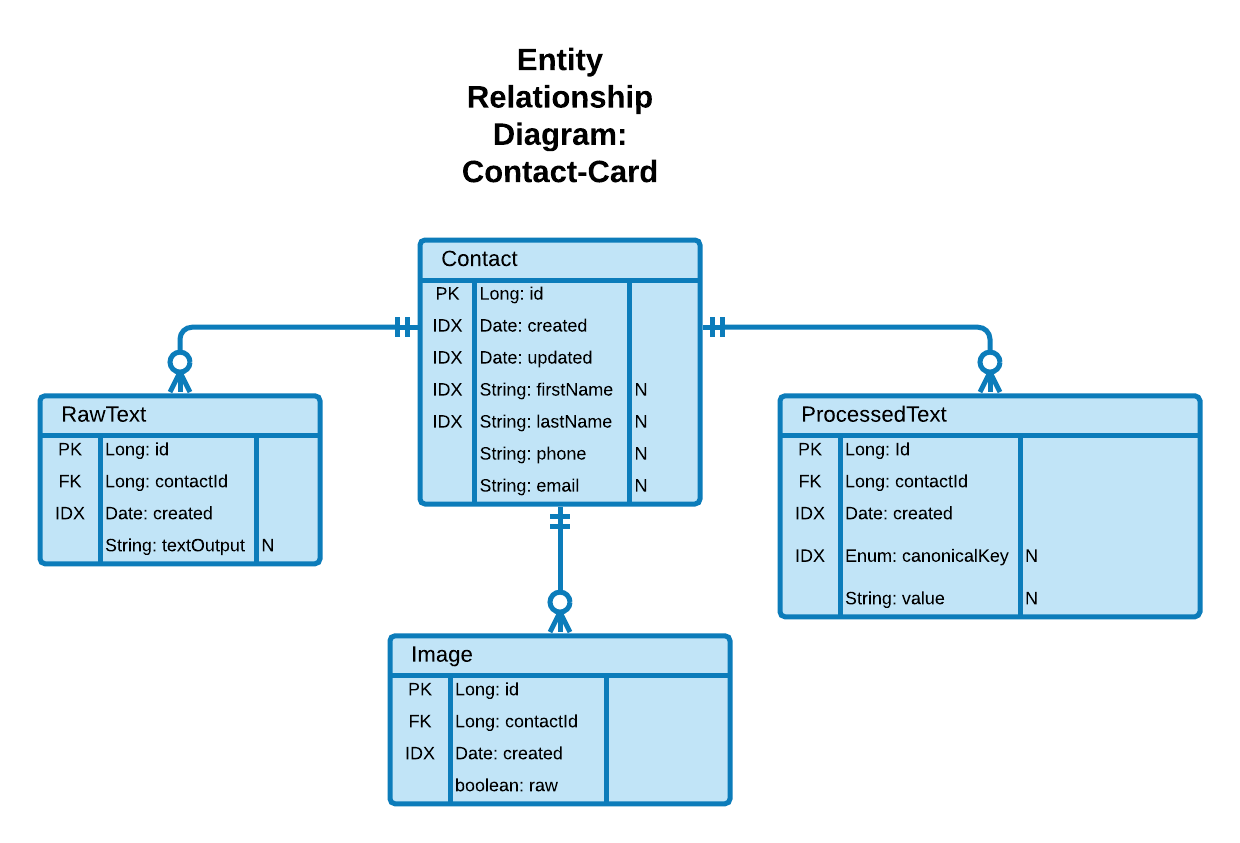 Entity
Relationship
Diagram:
Contact-Card
Contact
PK Long: id
IDX Date: created
IDX Date: updated
IDX String: firstName N
IDX String: lastName N
String: phone N
String: email N
RawText
PK Long: id
FK Long: contactId
IDX Date: created
String: textOutput N
ProcessedText
PK Long: Id
FK Long: contactId
IDX Date: created
IDX Enum: canonicalKey N
String: value N
Image
PK Long: id
FK Long: contactId
IDX Date: created
boolean: raw